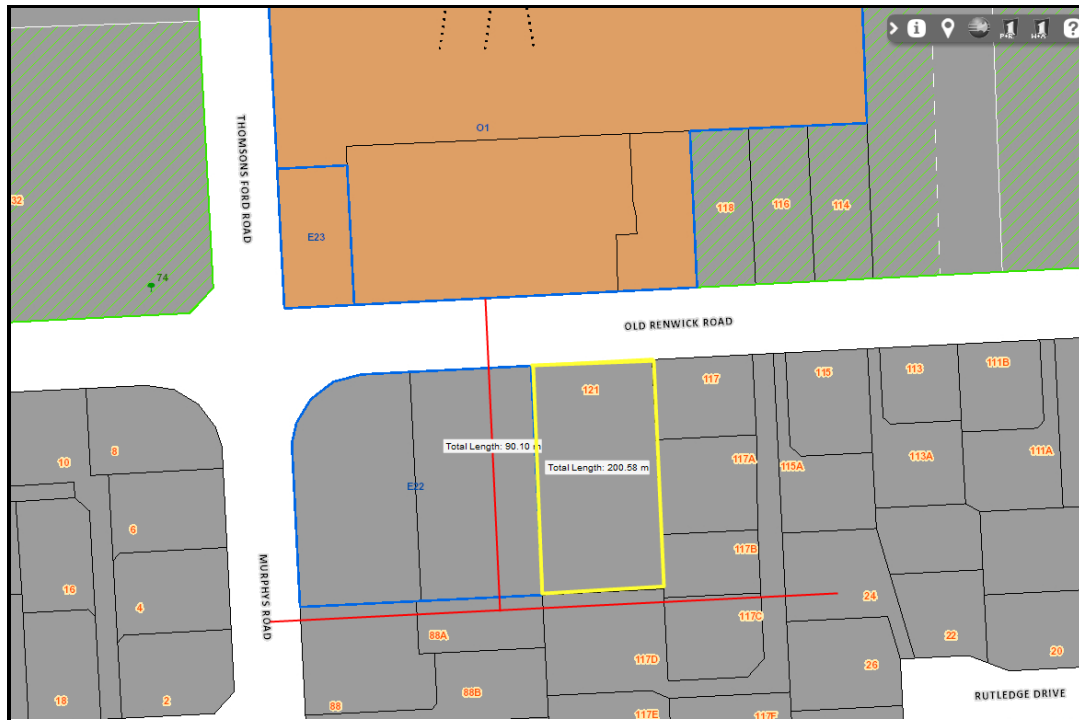 i
?
P+E
THOMSONS FORD ROAD
O1
32
118
116
114
E23
74
OLD RENWICK ROAD
121
117
115
113
111B
10
8
Total Length: 90.10 m
Total Length: 200.58 m
117A
115A
113A
111A
E22
6
117B
MURPHYS ROAD
16
4
24
117C
88A
22
20
117D
26
18
2
88
88B
RUTLEDGE DRIVE
117E
117F